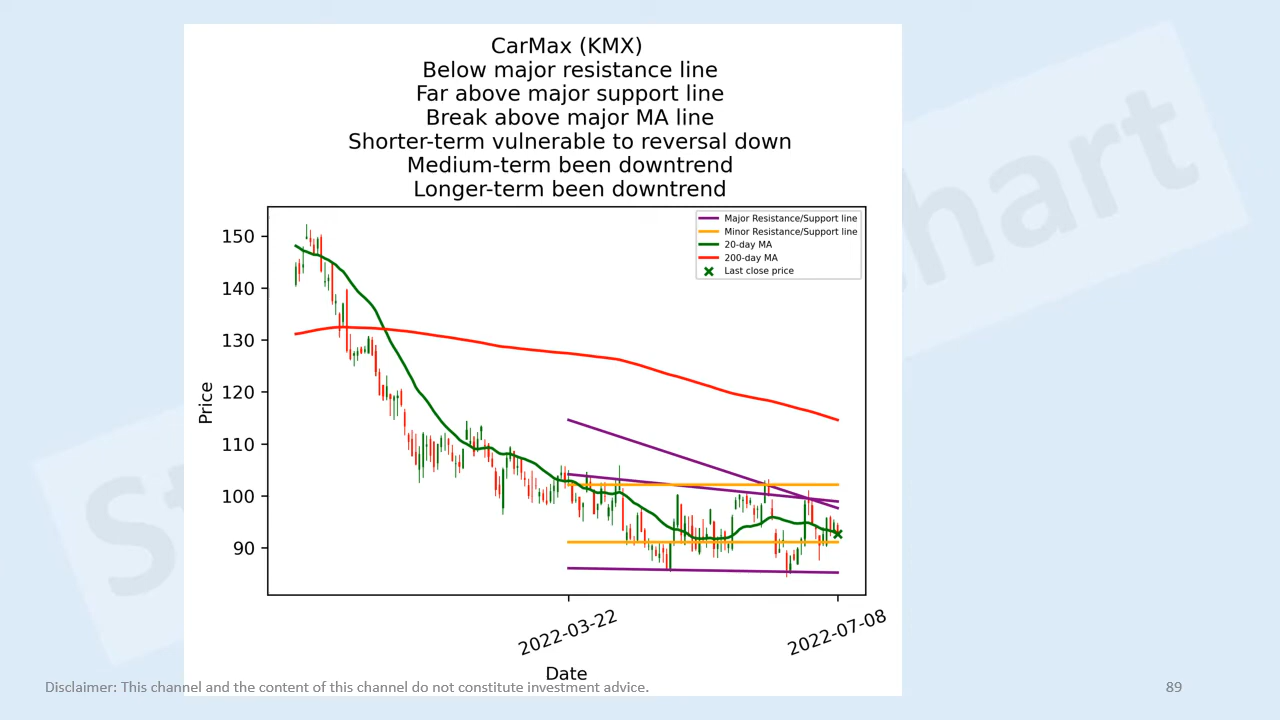 CarMax (KMX)
Below major resistance line
Far above major support line
Break above major MA line
Shorter-term vulnerable to reversal down
Medium-term been downtrend
Longer-term been downtrend
Major Resistance/Support line
Minor Resistance/Support line
20-day MA
200-day MA
Last close price
150
140
130
120
110
100
90
Price
2022-03-22
2022-07-08
Date
Disclaimer: This channel and the content of this channel do not constitute investment advice.
89
St
hart